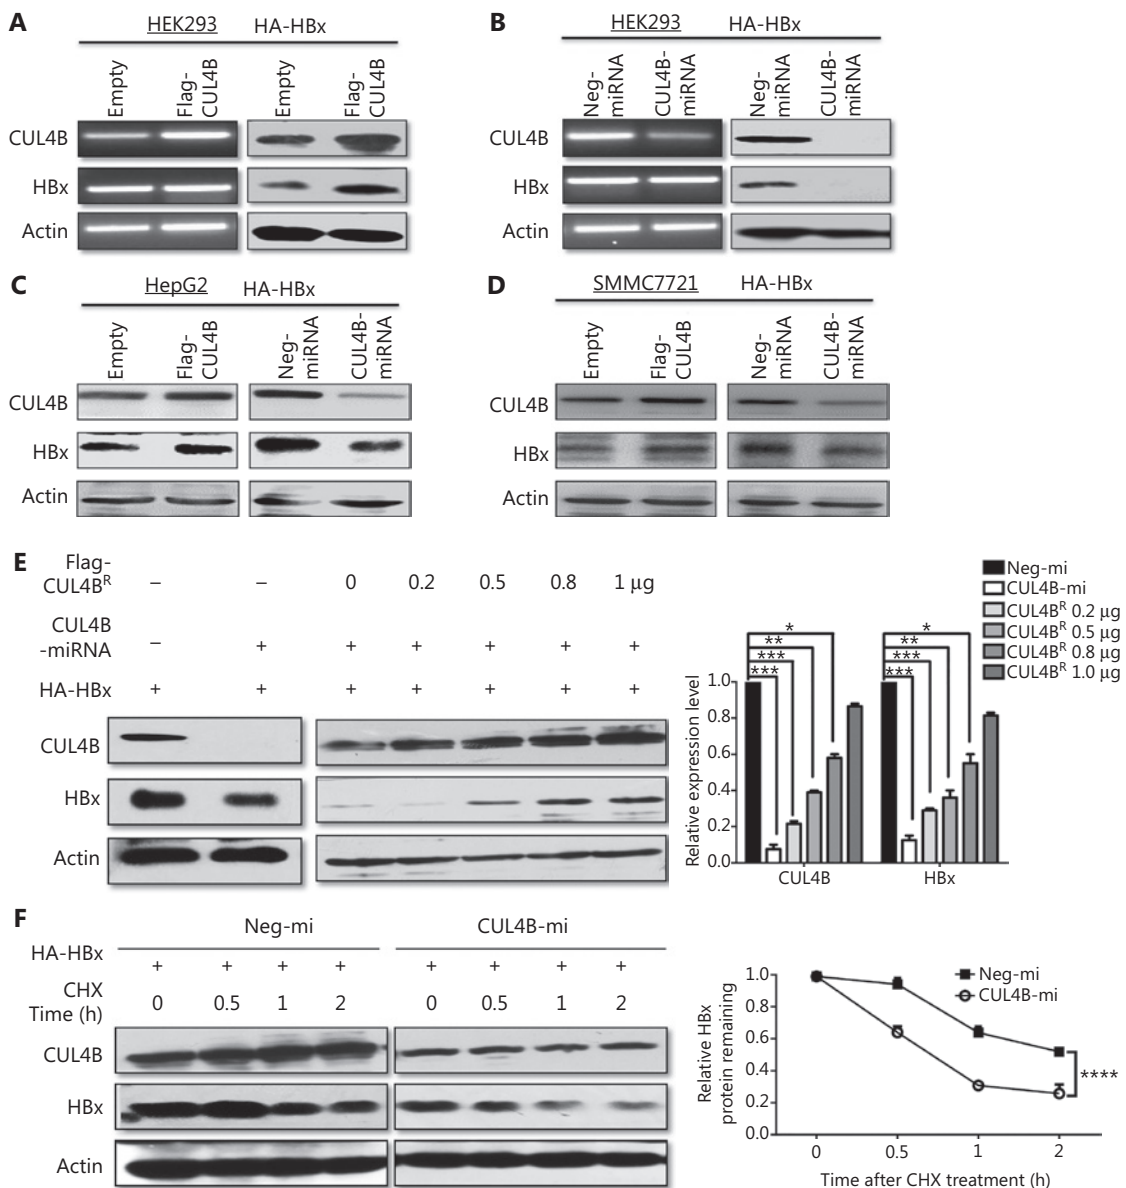 A
HEK293 HA-HBx
Empty
Flag-
CUL4B
Empty
Flag-
CUL4B
CUL4B
HBx
Actin
B
HEK293 HA-HBx
Neg-
miRNA
CUL4B-
miRNA
Neg-
miRNA
CUL4B-
miRNA
CUL4B
HBx
Actin
C
HepG2 HA-HBx
Empty
Flag-
CUL4B
Neg-
miRNA
CUL4B-
miRNA
CUL4B
HBx
Actin
D
SMMC7721 HA-HBx
Empty
Flag-
CUL4B
Neg-
miRNA
CUL4B-
miRNA
CUL4B
HBx
Actin
E
Flag-
CUL4Bᴿ – – 0 0.2 0.5 0.8 1 µg
CUL4B
-miRNA – + + + + + +
HA-HBx + + + + + + +
CUL4B
HBx
Actin
Neg-mi
CUL4B-mi
CUL4Bᴿ 0.2 µg
CUL4Bᴿ 0.5 µg
CUL4Bᴿ 0.8 µg
CUL4Bᴿ 1.0 µg
* *
** **
*** ***
*** ***
Relative expression level
1.0
0.8
0.6
0.4
0.2
0.0
CUL4B HBx
F
Neg-mi CUL4B-mi
HA-HBx
+ + + + + + + +
CHX
Time (h)
0 0.5 1 2 0 0.5 1 2
CUL4B
HBx
Actin
Relative HBx
protein remaining
1.0
0.8
0.6
0.4
0.2
0.0
Neg-mi
CUL4B-mi
****
0 0.5 1 2
Time after CHX treatment (h)